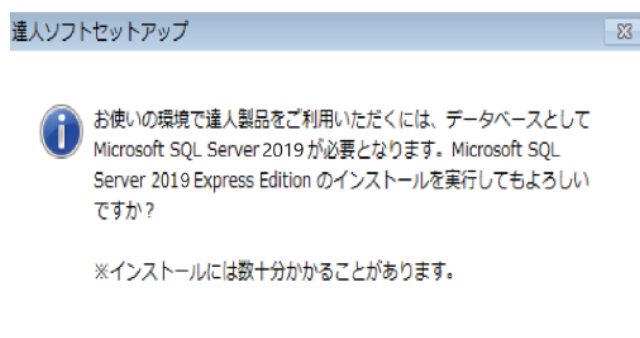 達人ソフトセットアップ
お使いの環境で達人製品をご利用いただくには、データベースとして
Microsoft SQL Server 2019 が必要となります。Microsoft SQL
Server 2019 Express Edition のインストールを実行してもよろしい
ですか？
※インストールには数十分かかることがあります。